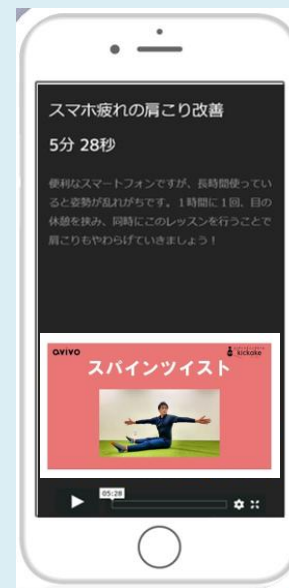 スマホ疲れの肩こり改善
5分 28秒
便利なスマートフォンですが、長時間使ってい
ると姿勢が乱れがちです。1時間に1回、目の
休憩を挟み、同時にこのレッスンを行うことで
肩こりもやわらげていきましょう！
avivo
kickake
スパインツイスト
05:28